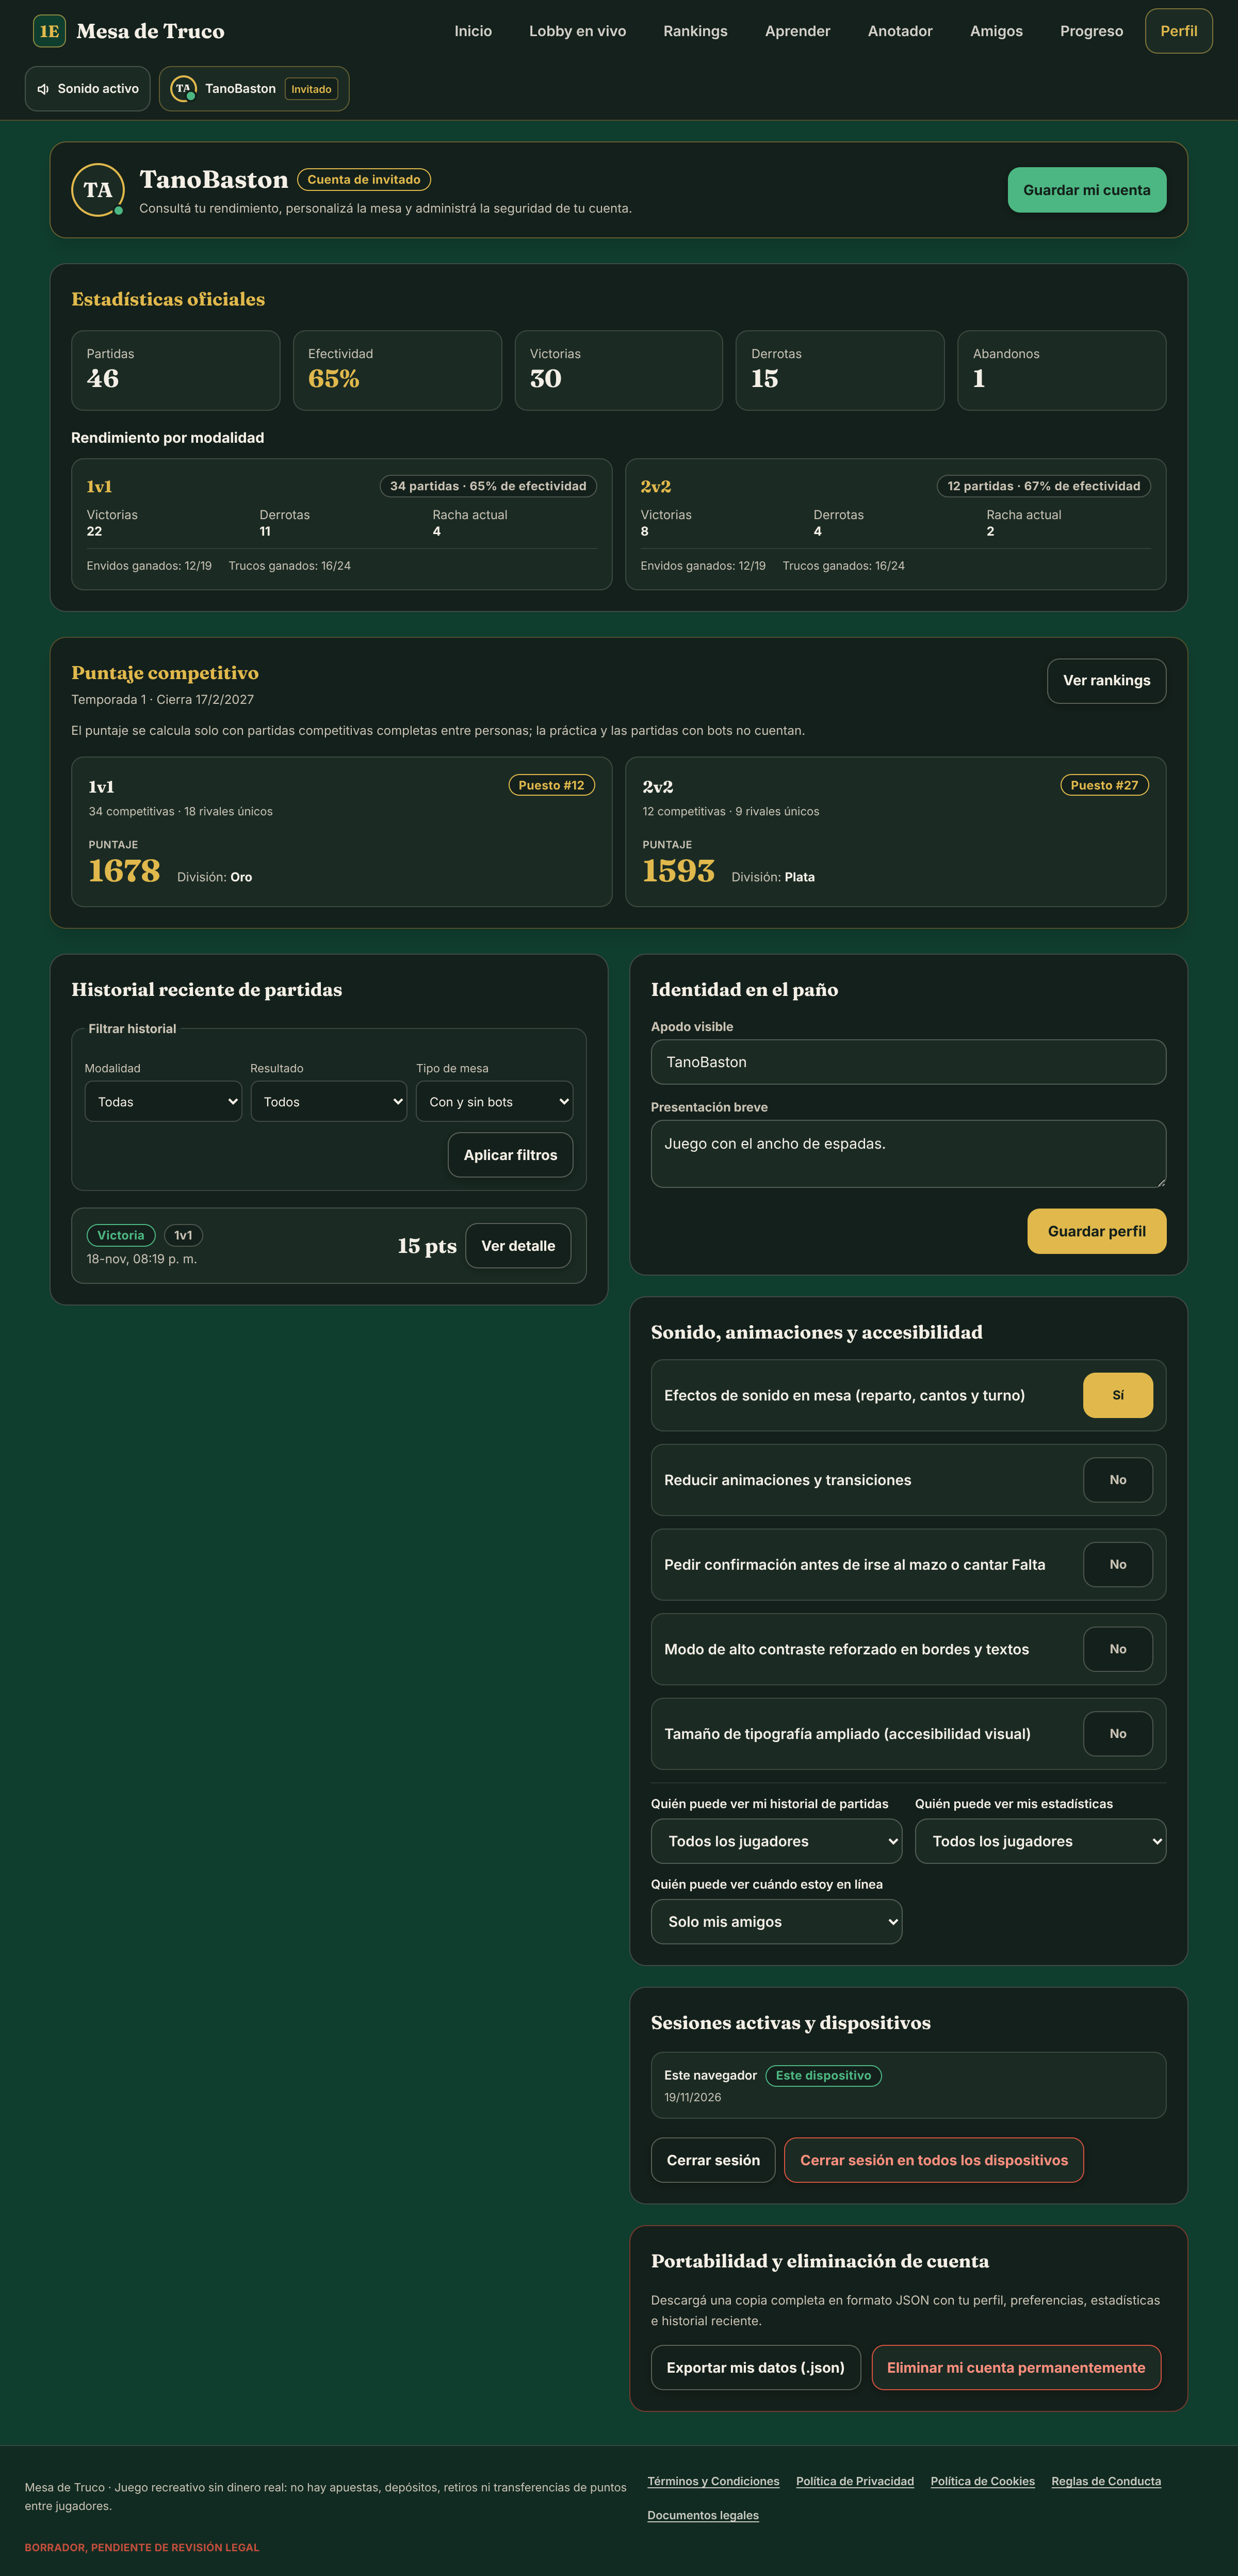 1E Mesa de Truco
Inicio Lobby en vivo Rankings Aprender Anotador Amigos Progreso Perfil
Sonido activo TA TanoBaston Invitado
TA TanoBaston Cuenta de invitado
Consultá tu rendimiento, personalizá la mesa y administrá la seguridad de tu cuenta.
Guardar mi cuenta
Estadísticas oficiales
Partidas
46
Efectividad
65%
Victorias
30
Derrotas
15
Abandonos
1
Rendimiento por modalidad
1v1 34 partidas · 65% de efectividad
Victorias Derrotas Racha actual
22 11 4
Envidos ganados: 12/19 Trucos ganados: 16/24
2v2 12 partidas · 67% de efectividad
Victorias Derrotas Racha actual
8 4 2
Envidos ganados: 12/19 Trucos ganados: 16/24
Puntaje competitivo
Temporada 1 · Cierra 17/2/2027
Ver rankings
El puntaje se calcula solo con partidas competitivas completas entre personas; la práctica y las partidas con bots no cuentan.
1v1 Puesto #12
34 competitivas · 18 rivales únicos
PUNTAJE
1678 División: Oro
2v2 Puesto #27
12 competitivas · 9 rivales únicos
PUNTAJE
1593 División: Plata
Historial reciente de partidas
Filtrar historial
Modalidad Resultado Tipo de mesa
Todas Todos Con y sin bots
Aplicar filtros
Victoria 1v1
18-nov, 08:19 p. m.
15 pts Ver detalle
Identidad en el paño
Apodo visible
TanoBaston
Presentación breve
Juego con el ancho de espadas.
Guardar perfil
Sonido, animaciones y accesibilidad
Efectos de sonido en mesa (reparto, cantos y turno) Sí
Reducir animaciones y transiciones No
Pedir confirmación antes de irse al mazo o cantar Falta No
Modo de alto contraste reforzado en bordes y textos No
Tamaño de tipografía ampliado (accesibilidad visual) No
Quién puede ver mi historial de partidas Quién puede ver mis estadísticas
Todos los jugadores Todos los jugadores
Quién puede ver cuándo estoy en línea
Solo mis amigos
Sesiones activas y dispositivos
Este navegador Este dispositivo
19/11/2026
Cerrar sesión Cerrar sesión en todos los dispositivos
Portabilidad y eliminación de cuenta
Descargá una copia completa en formato JSON con tu perfil, preferencias, estadísticas
e historial reciente.
Exportar mis datos (.json) Eliminar mi cuenta permanentemente
Mesa de Truco · Juego recreativo sin dinero real: no hay apuestas, depósitos, retiros ni transferencias de puntos
entre jugadores.
BORRADOR, PENDIENTE DE REVISIÓN LEGAL
Términos y Condiciones Política de Privacidad Política de Cookies Reglas de Conducta
Documentos legales